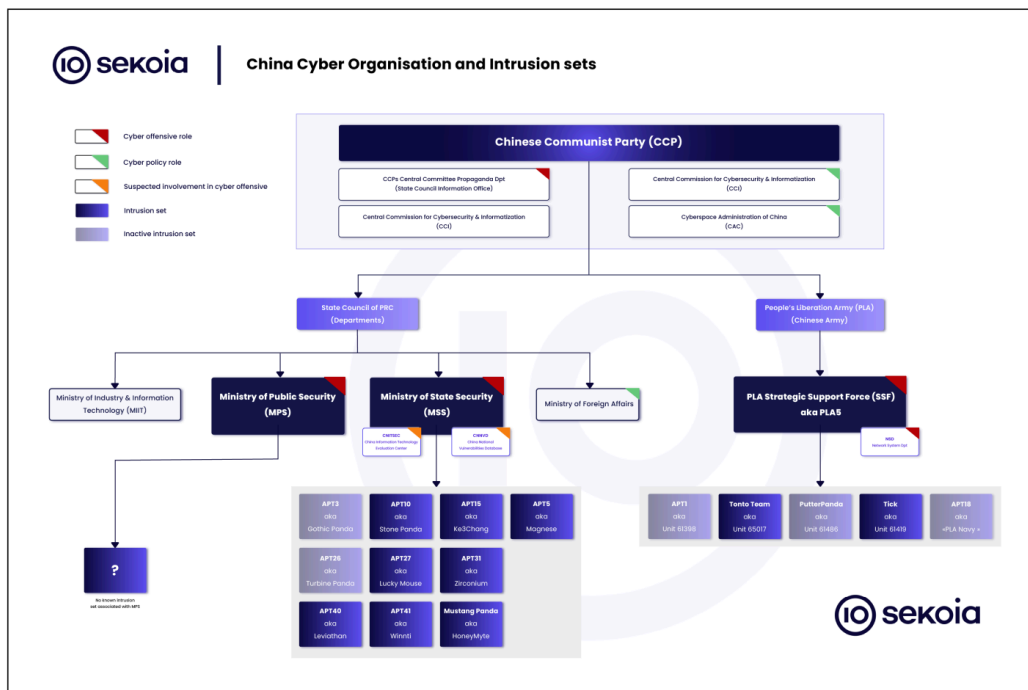 IO sekoia
China Cyber Organisation and Intrusion sets
Cyber offensive role
Cyber policy role
Suspected involvement in cyber offensive
Intrusion set
Inactive intrusion set
Chinese Communist Party (CCP)
CCPs Central Committee Propaganda Dpt
(State Council Information Office)
Central Commission for Cybersecurity & Informatization
(CCI)
Central Commission for Cybersecurity & Informatization
(CCI)
Cyberspace Administration of China
(CAC)
State Council of PRC
(Departments)
People's Liberation Army (PLA)
(Chinese Army)
Ministry of Industry & Information
Technology (MIIT)
Ministry of Public Security
(MPS)
Ministry of State Security
(MSS)
Ministry of Foreign Affairs
PLA Strategic Support Force (SSF)
aka PLA5
CNITSEC
China Information Technology
Evaluation Center
CNNVD
China National
Vulnerabilities Database
NSD
Network System Dpt
?
No known intrusion
set associated with MPS
APT3
aka
Gothic Panda
APT10
aka
Stone Panda
APT15
aka
Ke3Chang
APT5
aka
Magnese
APT26
aka
Turbine Panda
APT27
aka
Lucky Mouse
APT31
aka
Zirconium
APT40
aka
Leviathan
APT41
aka
Winnti
Mustang Panda
aka
HoneyMyte
APT1
aka
Unit 61398
Tonto Team
aka
Unit 65017
PutterPanda
aka
Unit 61486
Tick
aka
Unit 61419
APT18
aka
«PLA Navy »
IO sekoia